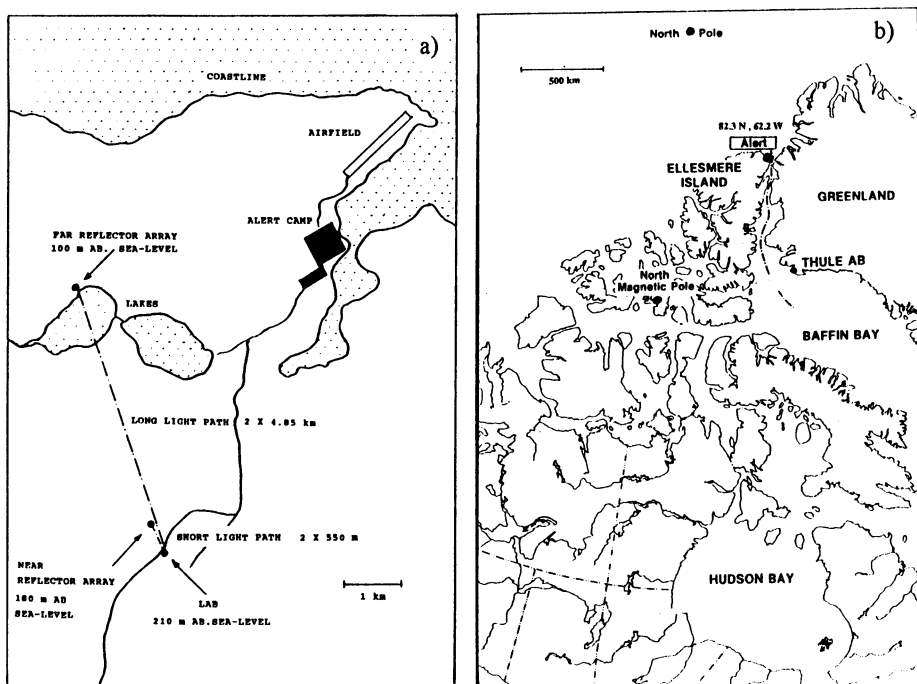 a)
COASTLINE
AIRFIELD
ALERT CAMP
FAR REFLECTOR ARRAY
100 m AB. SEA-LEVEL
LAKES
LONG LIGHT PATH 2 X 4.85 km
SHORT LIGHT PATH 2 X 550 m
NEAR
REFLECTOR ARRAY
180 m AB
SEA-LEVEL
LAB
210 m AB.SEA-LEVEL
1 km
b)
North Pole
500 km
82.3 N, 62.2 W
Alert
ELLESMERE
ISLAND
GREENLAND
THULE AB
North
Magnetic Pole
BAFFIN BAY
HUDSON BAY